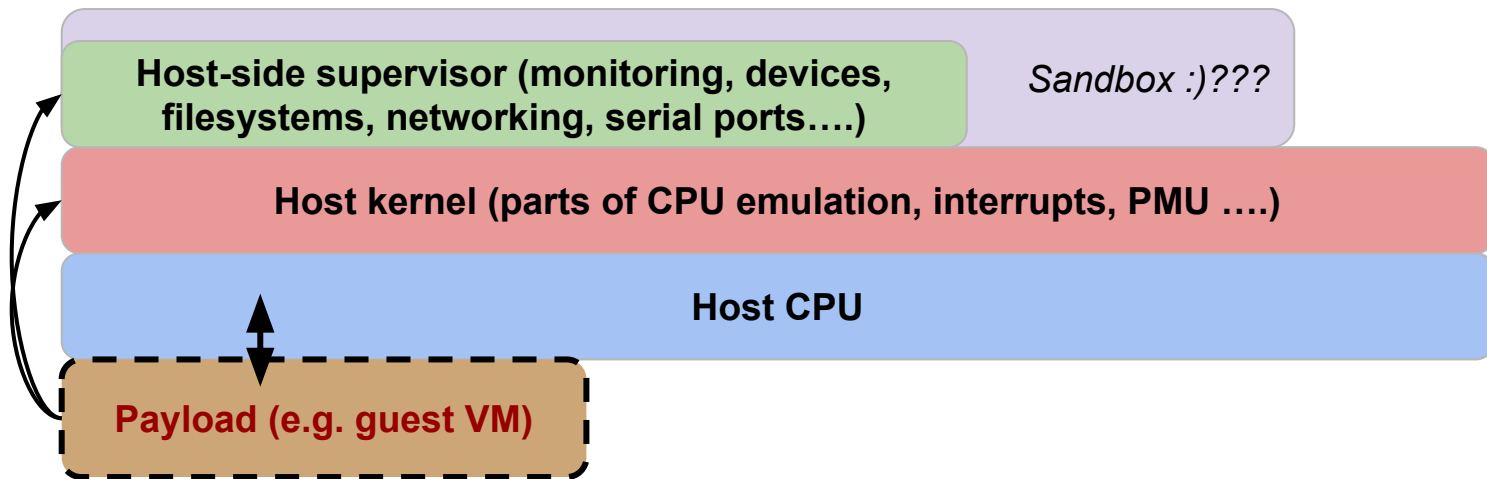 Host-side supervisor (monitoring, devices,
filesystems, networking, serial ports....)
Sandbox :)???
Host kernel (parts of CPU emulation, interrupts, PMU ....)
Host CPU
Payload (e.g. guest VM)